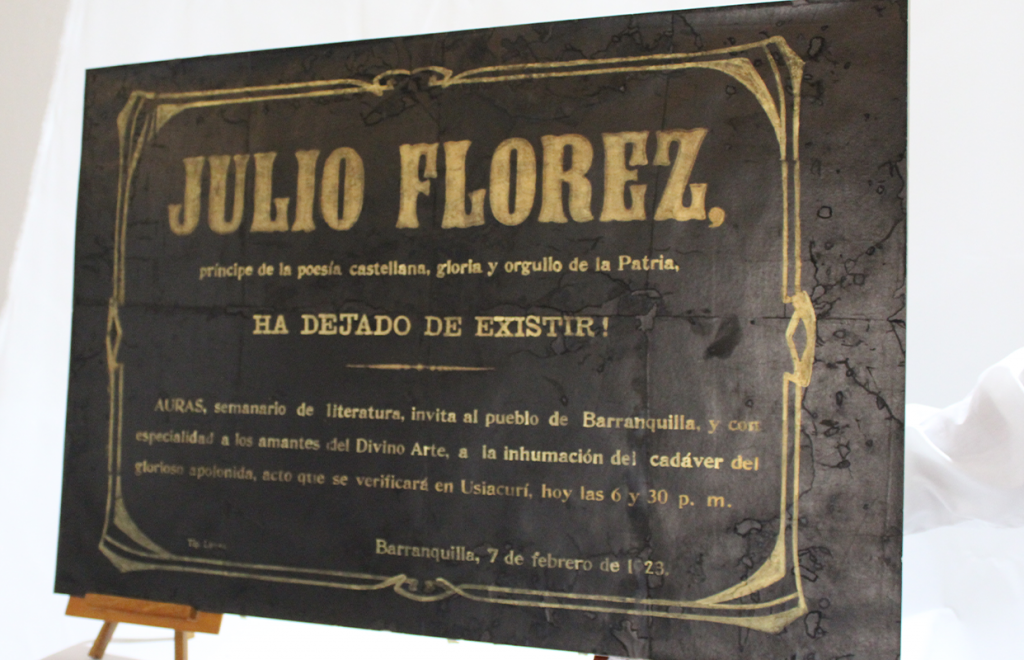 JULIO FLOREZ,
príncipe de la poesía castellana, gloria y orgullo de la Patria,
HA DEJADO DE EXISTIR!
AURAS, semanario de literatura, invita al pueblo de Barranquilla, y con
especialidad a los amantes del Divino Arte, a la inhumación del cadáver del
glorioso apolonida, acto que se verificará en Usiacurí, hoy las 6 y 30 p. m.
Barranquilla, 7 de febrero de 1923.